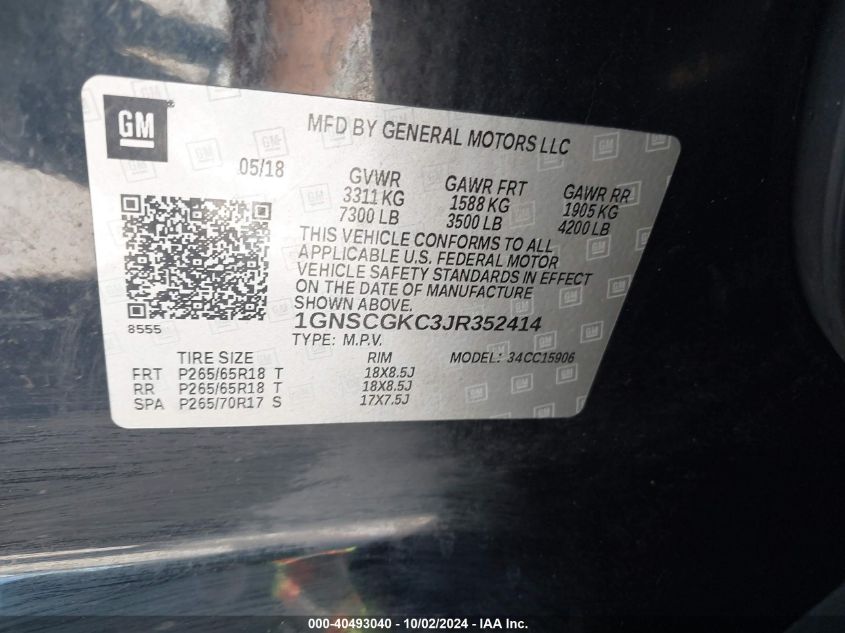 GM
MFD BY GENERAL MOTORS LLC
05/18
GVWR
3311 KG
7300 LB
GAWR FRT
1588 KG
3500 LB
GAWR RR
1905 KG
4200 LB
THIS VEHICLE CONFORMS TO ALL
APPLICABLE U.S. FEDERAL MOTOR
VEHICLE SAFETY STANDARDS IN EFFECT
ON THE DATE OF MANUFACTURE
SHOWN ABOVE.
8555
1GNSCGKC3JR352414
TYPE: M.P.V.
TIRE SIZE RIM MODEL: 34CC15906
FRT P265/65R18 T 18X8.5J
RR P265/65R18 T 18X8.5J
SPA P265/70R17 S 17X7.5J
000-40493040 - 10/02/2024 - IAA Inc.